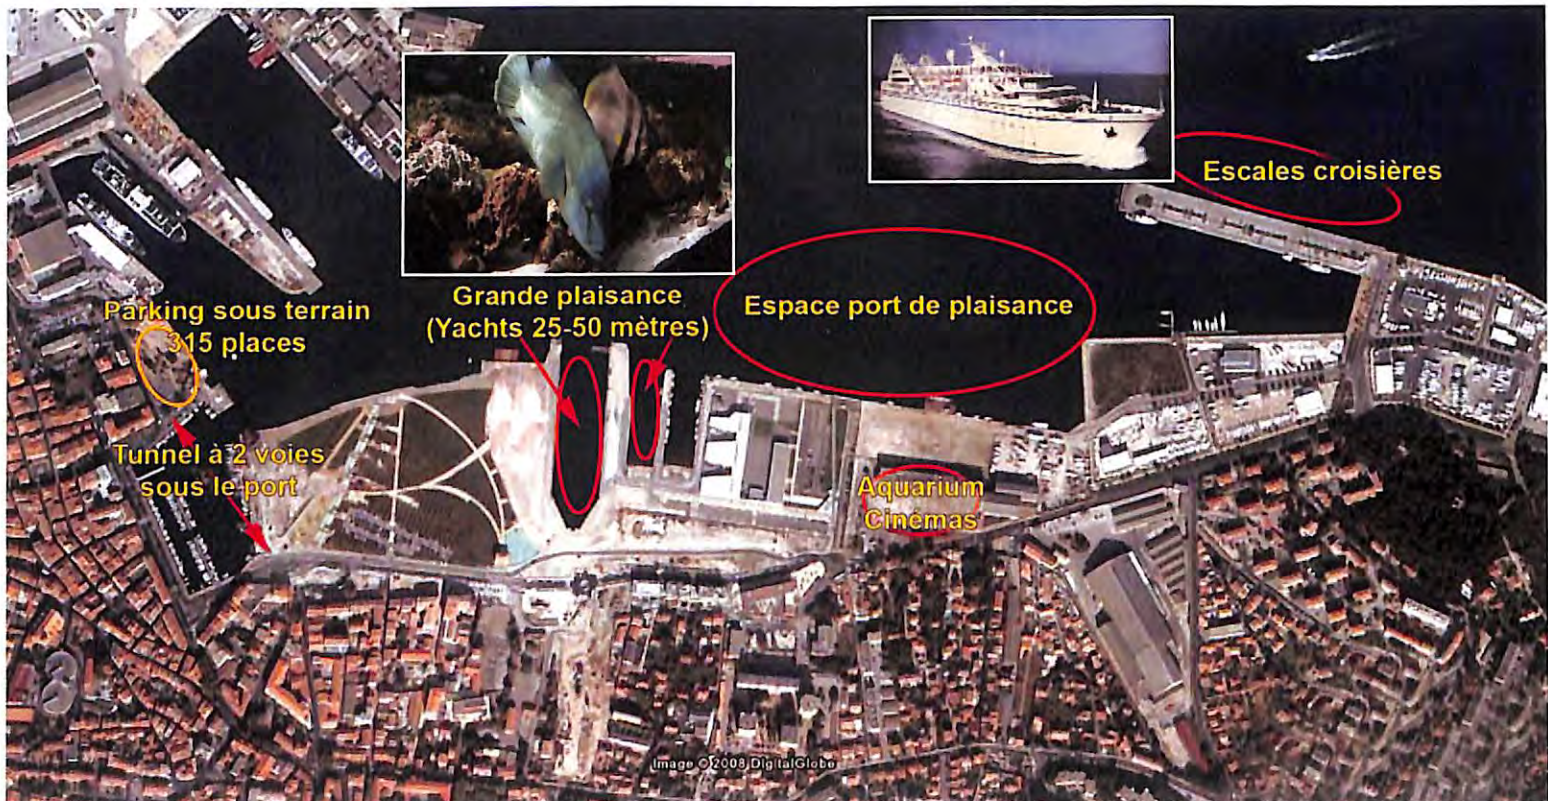 Escales croisières
Grande plaisance
(Yachts 25-50 mètres)
Espace port de plaisance
Parking sous terrain
315 places
Tunnel à 2 voies
sous le port
Aquarium
Cinémas
Image © 2008 DigitalGlobe